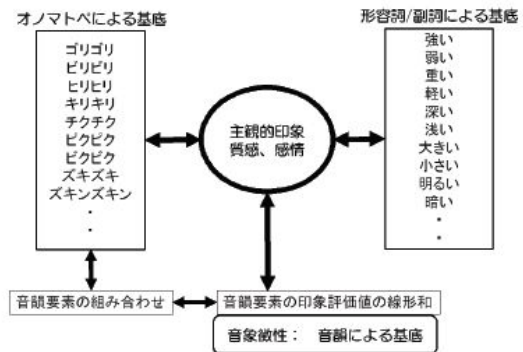 オノマトペによる基底
ゴリゴリ
ビリビリ
ヒリヒリ
キリキリ
チクチク
ピクピク
ビクビク
ズキズキ
ズキンズキン
・
・
主観的印象
質感、感情
形容詞/副詞による基底
強い
弱い
重い
軽い
深い
浅い
大きい
小さい
明るい
暗い
・
・
音韻要素の組み合わせ
音韻要素の印象評価値の線形和
音象徴性： 音韻による基底